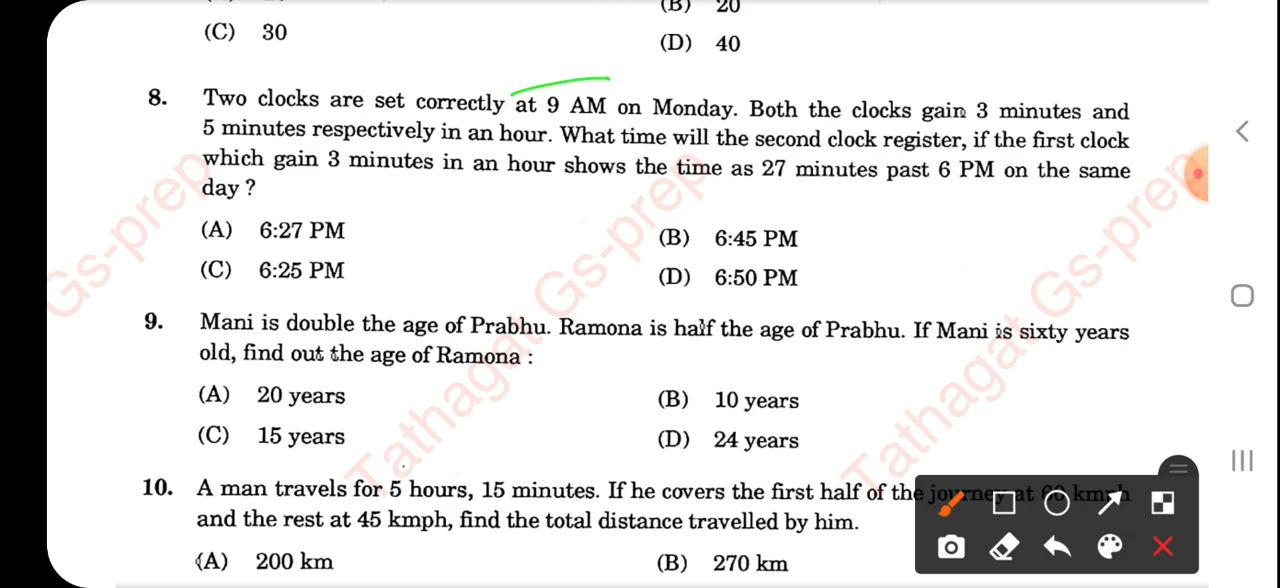 (B) 20
(C) 30
(D) 40
8. Two clocks are set correctly at 9 AM on Monday. Both the clocks gain 3 minutes and
5 minutes respectively in an hour. What time will the second clock register, if the first clock
which gain 3 minutes in an hour shows the time as 27 minutes past 6 PM on the same
day ?
(A) 6:27 PM
(B) 6:45 PM
(C) 6:25 PM
(D) 6:50 PM
9. Mani is double the age of Prabhu. Ramona is half the age of Prabhu. If Mani is sixty years
old, find out the age of Ramona :
(A) 20 years
(B) 10 years
(C) 15 years
(D) 24 years
10. A man travels for 5 hours, 15 minutes. If he covers the first half of the journey at 60 kmph
and the rest at 45 kmph, find the total distance travelled by him.
(A) 200 km
(B) 270 km
Gs-prep
Tathagat Gs-prep
Tathagat Gs-prep